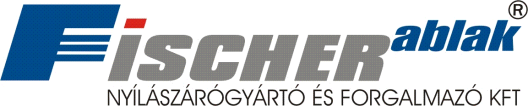 FiSCHER ablak®
NYÍLÁSZÁRÓGYÁRTÓ ÉS FORGALMAZÓ KFT